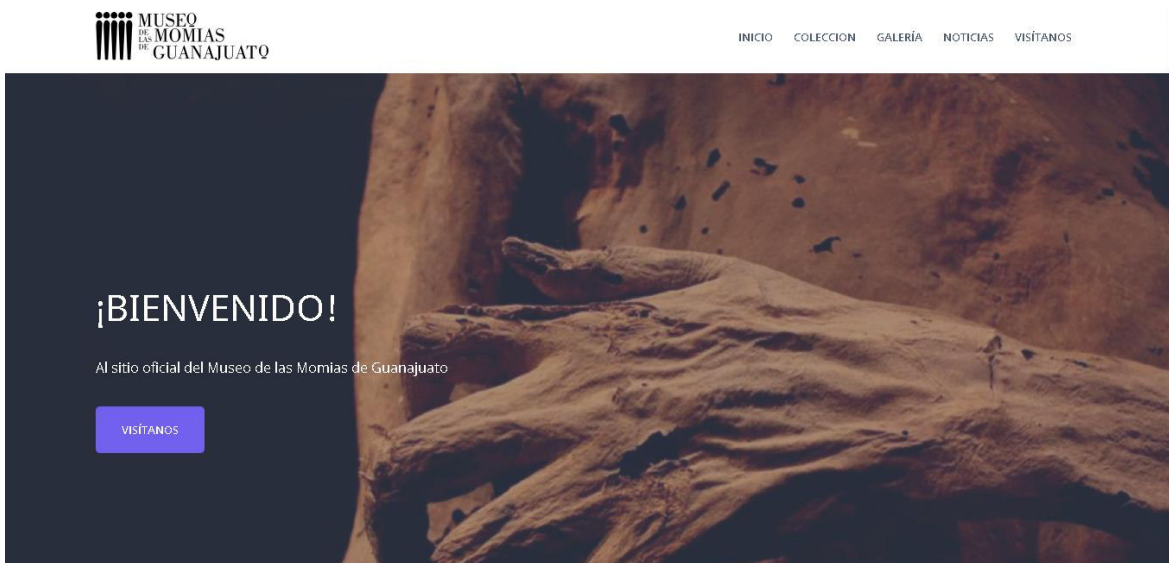 MUSEO
DE LAS MOMIAS
DE GUANAJUATO
INICIO COLECCION GALERÍA NOTICIAS VISÍTANOS
¡BIENVENIDO!
Al sitio oficial del Museo de las Momias de Guanajuato
VISÍTANOS